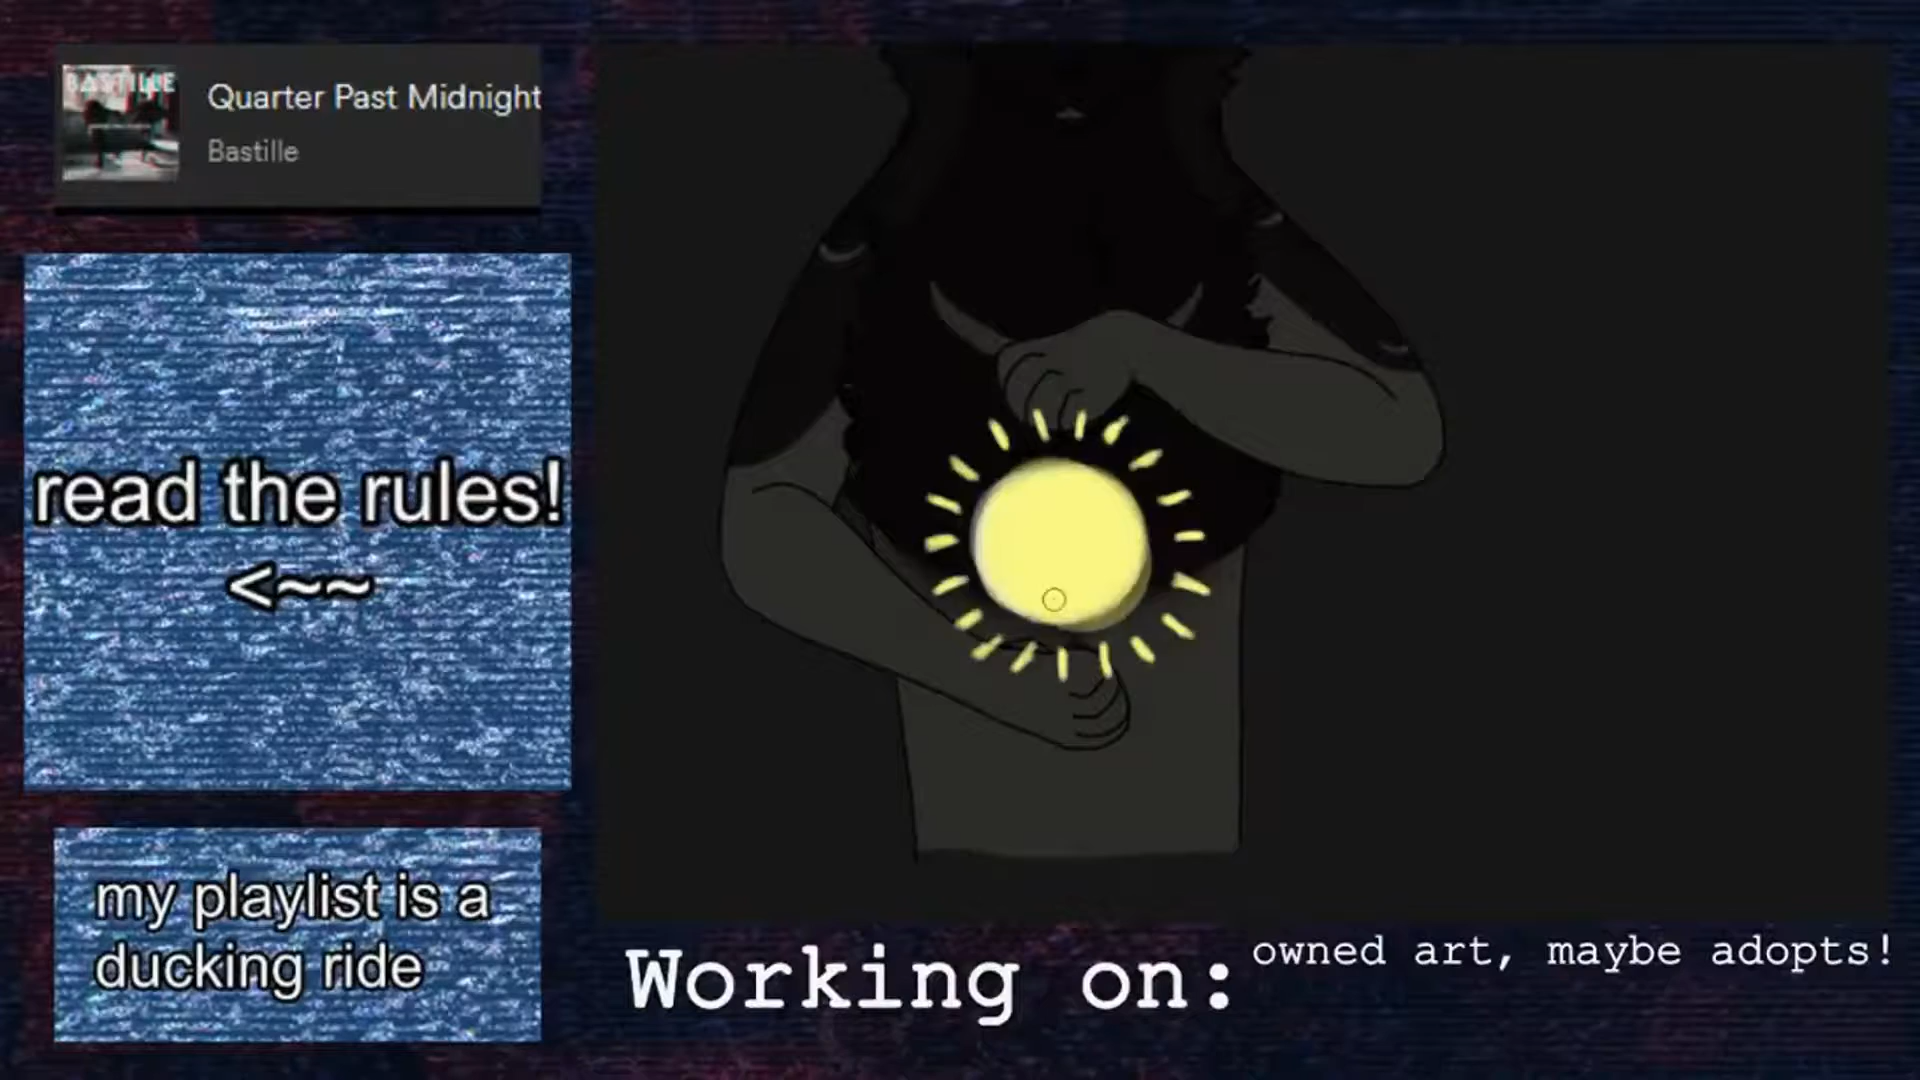 BASTILLE
Quarter Past Midnight
Bastille
read the rules!
<~~
my playlist is a
ducking ride
Working on:
owned art, maybe adopts!